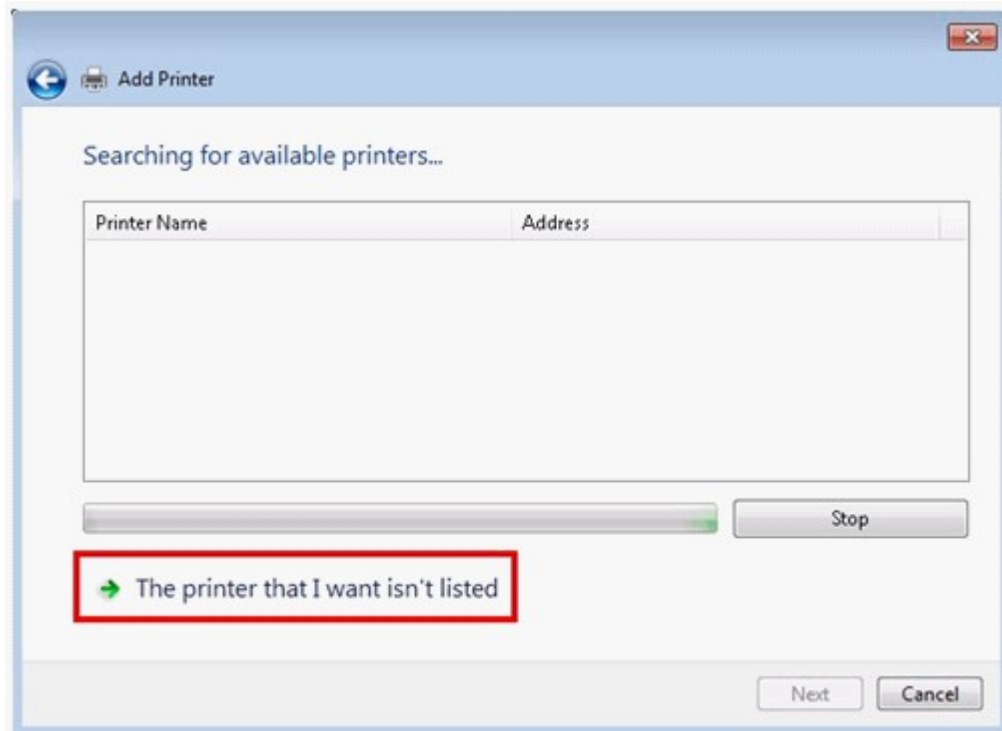 Add Printer
Searching for available printers...
Printer Name Address
Stop
The printer that I want isn't listed
Next Cancel